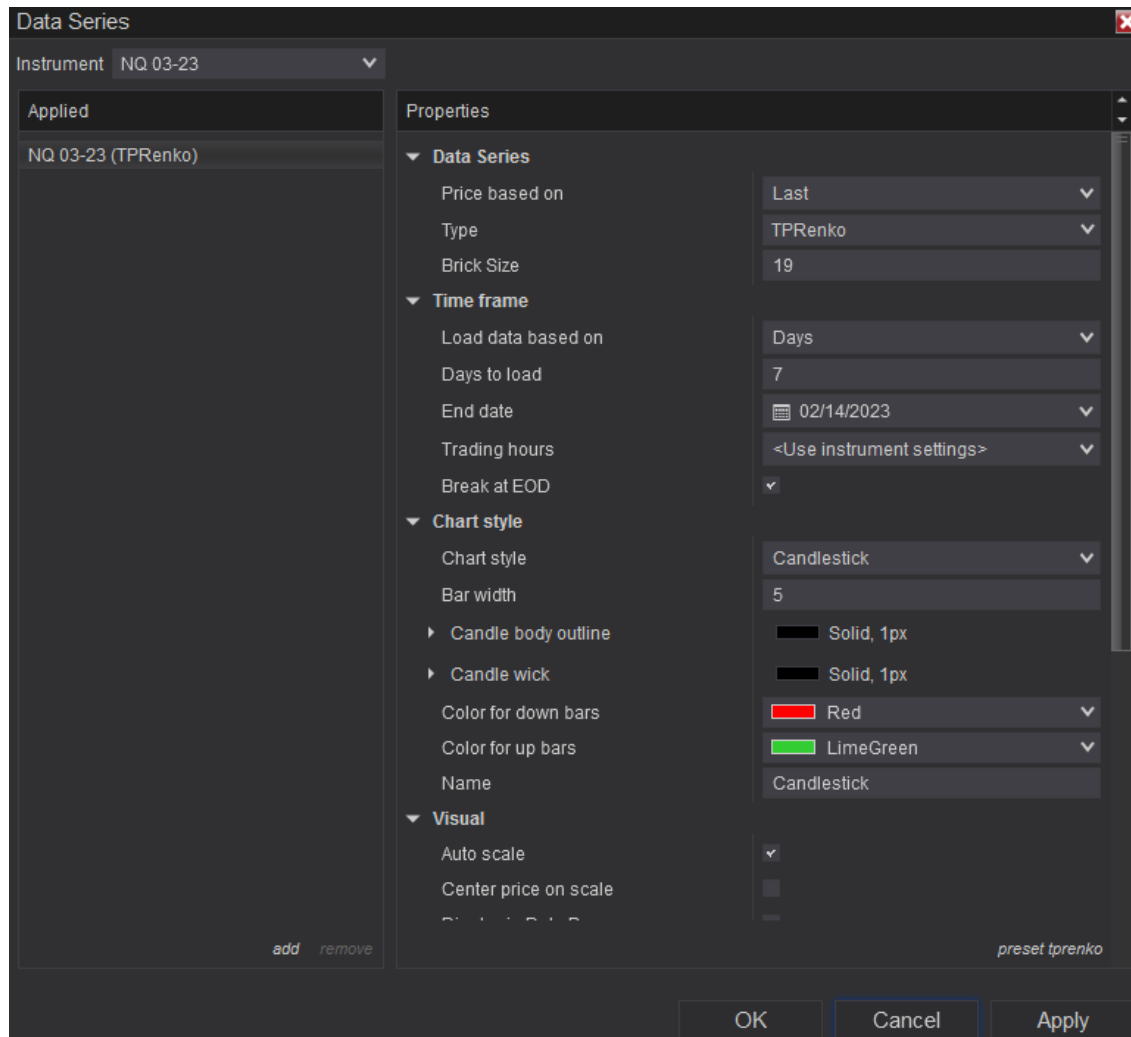 Data Series
Instrument NQ 03-23
Applied
NQ 03-23 (TPRenko)
add remove
Properties
Data Series
Price based on Last
Type TPRenko
Brick Size 19
Time frame
Load data based on Days
Days to load 7
End date 02/14/2023
Trading hours <Use instrument settings>
Break at EOD
Chart style
Chart style Candlestick
Bar width 5
Candle body outline Solid, 1px
Candle wick Solid, 1px
Color for down bars Red
Color for up bars LimeGreen
Name Candlestick
Visual
Auto scale
Center price on scale
preset tprenko
OK Cancel Apply